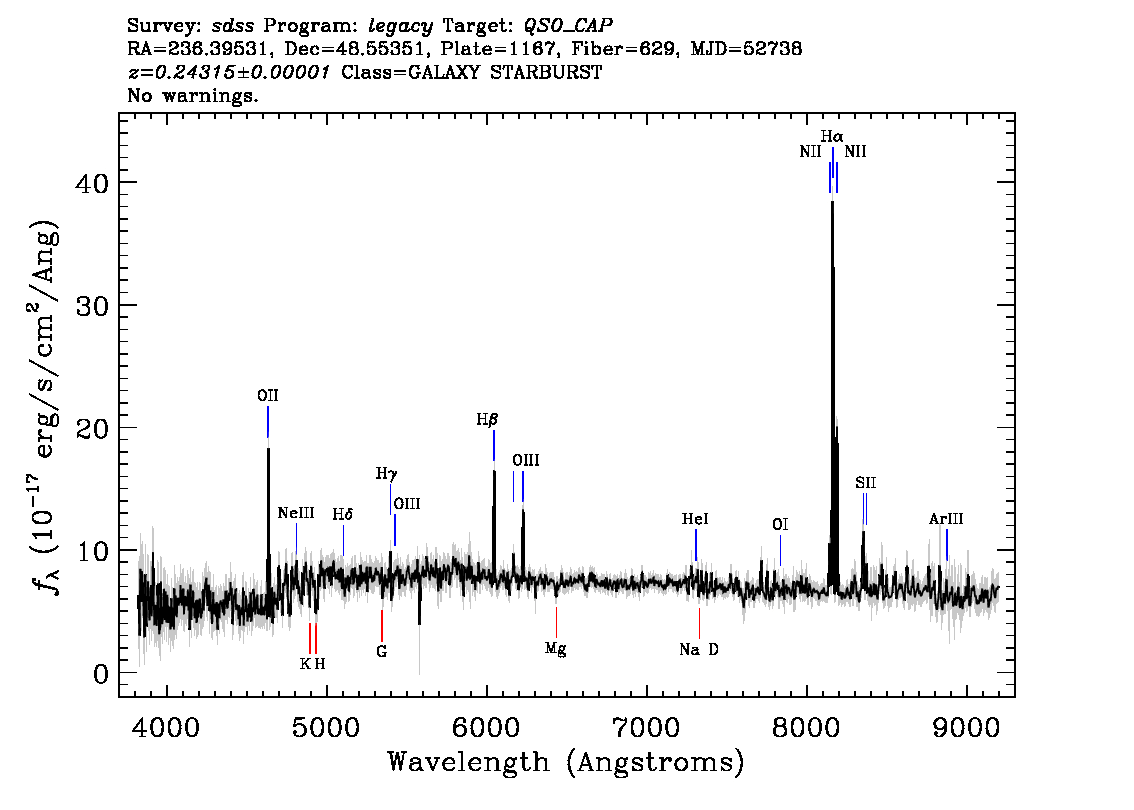 Survey: sdss Program: legacy Target: QSO_CAP
RA=236.39531, Dec=48.55351, Plate=1167, Fiber=629, MJD=52738
z=0.24315±0.00001 Class=GALAXY STARBURST
No warnings.
Hα
NII NII
40
30
OII
20
Hβ
OIII
Hγ
SII
OIII
NeIII Hδ HeI OI ArIII
10
Mg Na D
G
K H
0
4000 5000 6000 7000 8000 9000
Wavelength (Angstroms)
f_λ (10^−17 erg/s/cm^2/Ang)